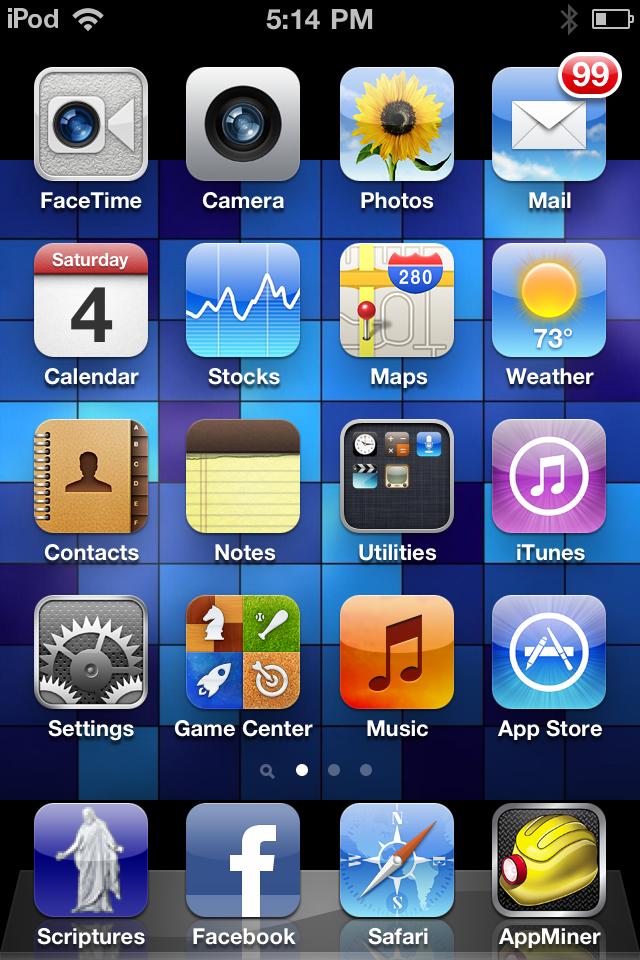 iPod 5:14 PM
99
FaceTime Camera Photos Mail
Saturday
4
280
73°
Calendar Stocks Maps Weather
A
B
C
D
E
F
Contacts Notes Utilities iTunes
Settings Game Center Music App Store
f
N
W
S
Scriptures Facebook Safari AppMiner